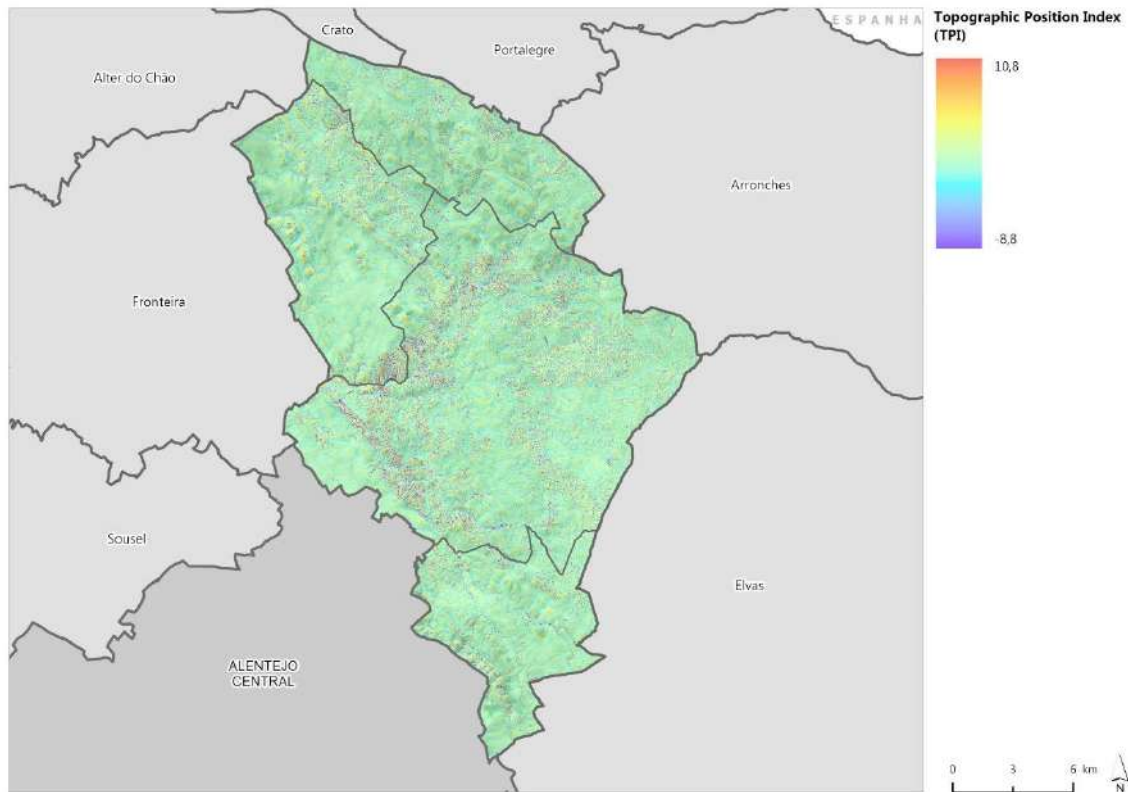 ESPANHA
Crato
Portalegre
Alter do Chão
Arronches
Fronteira
Sousel
Elvas
ALENTEJO
CENTRAL
Topographic Position Index
(TPI)
10,8
-8,8
0 3 6 km
N